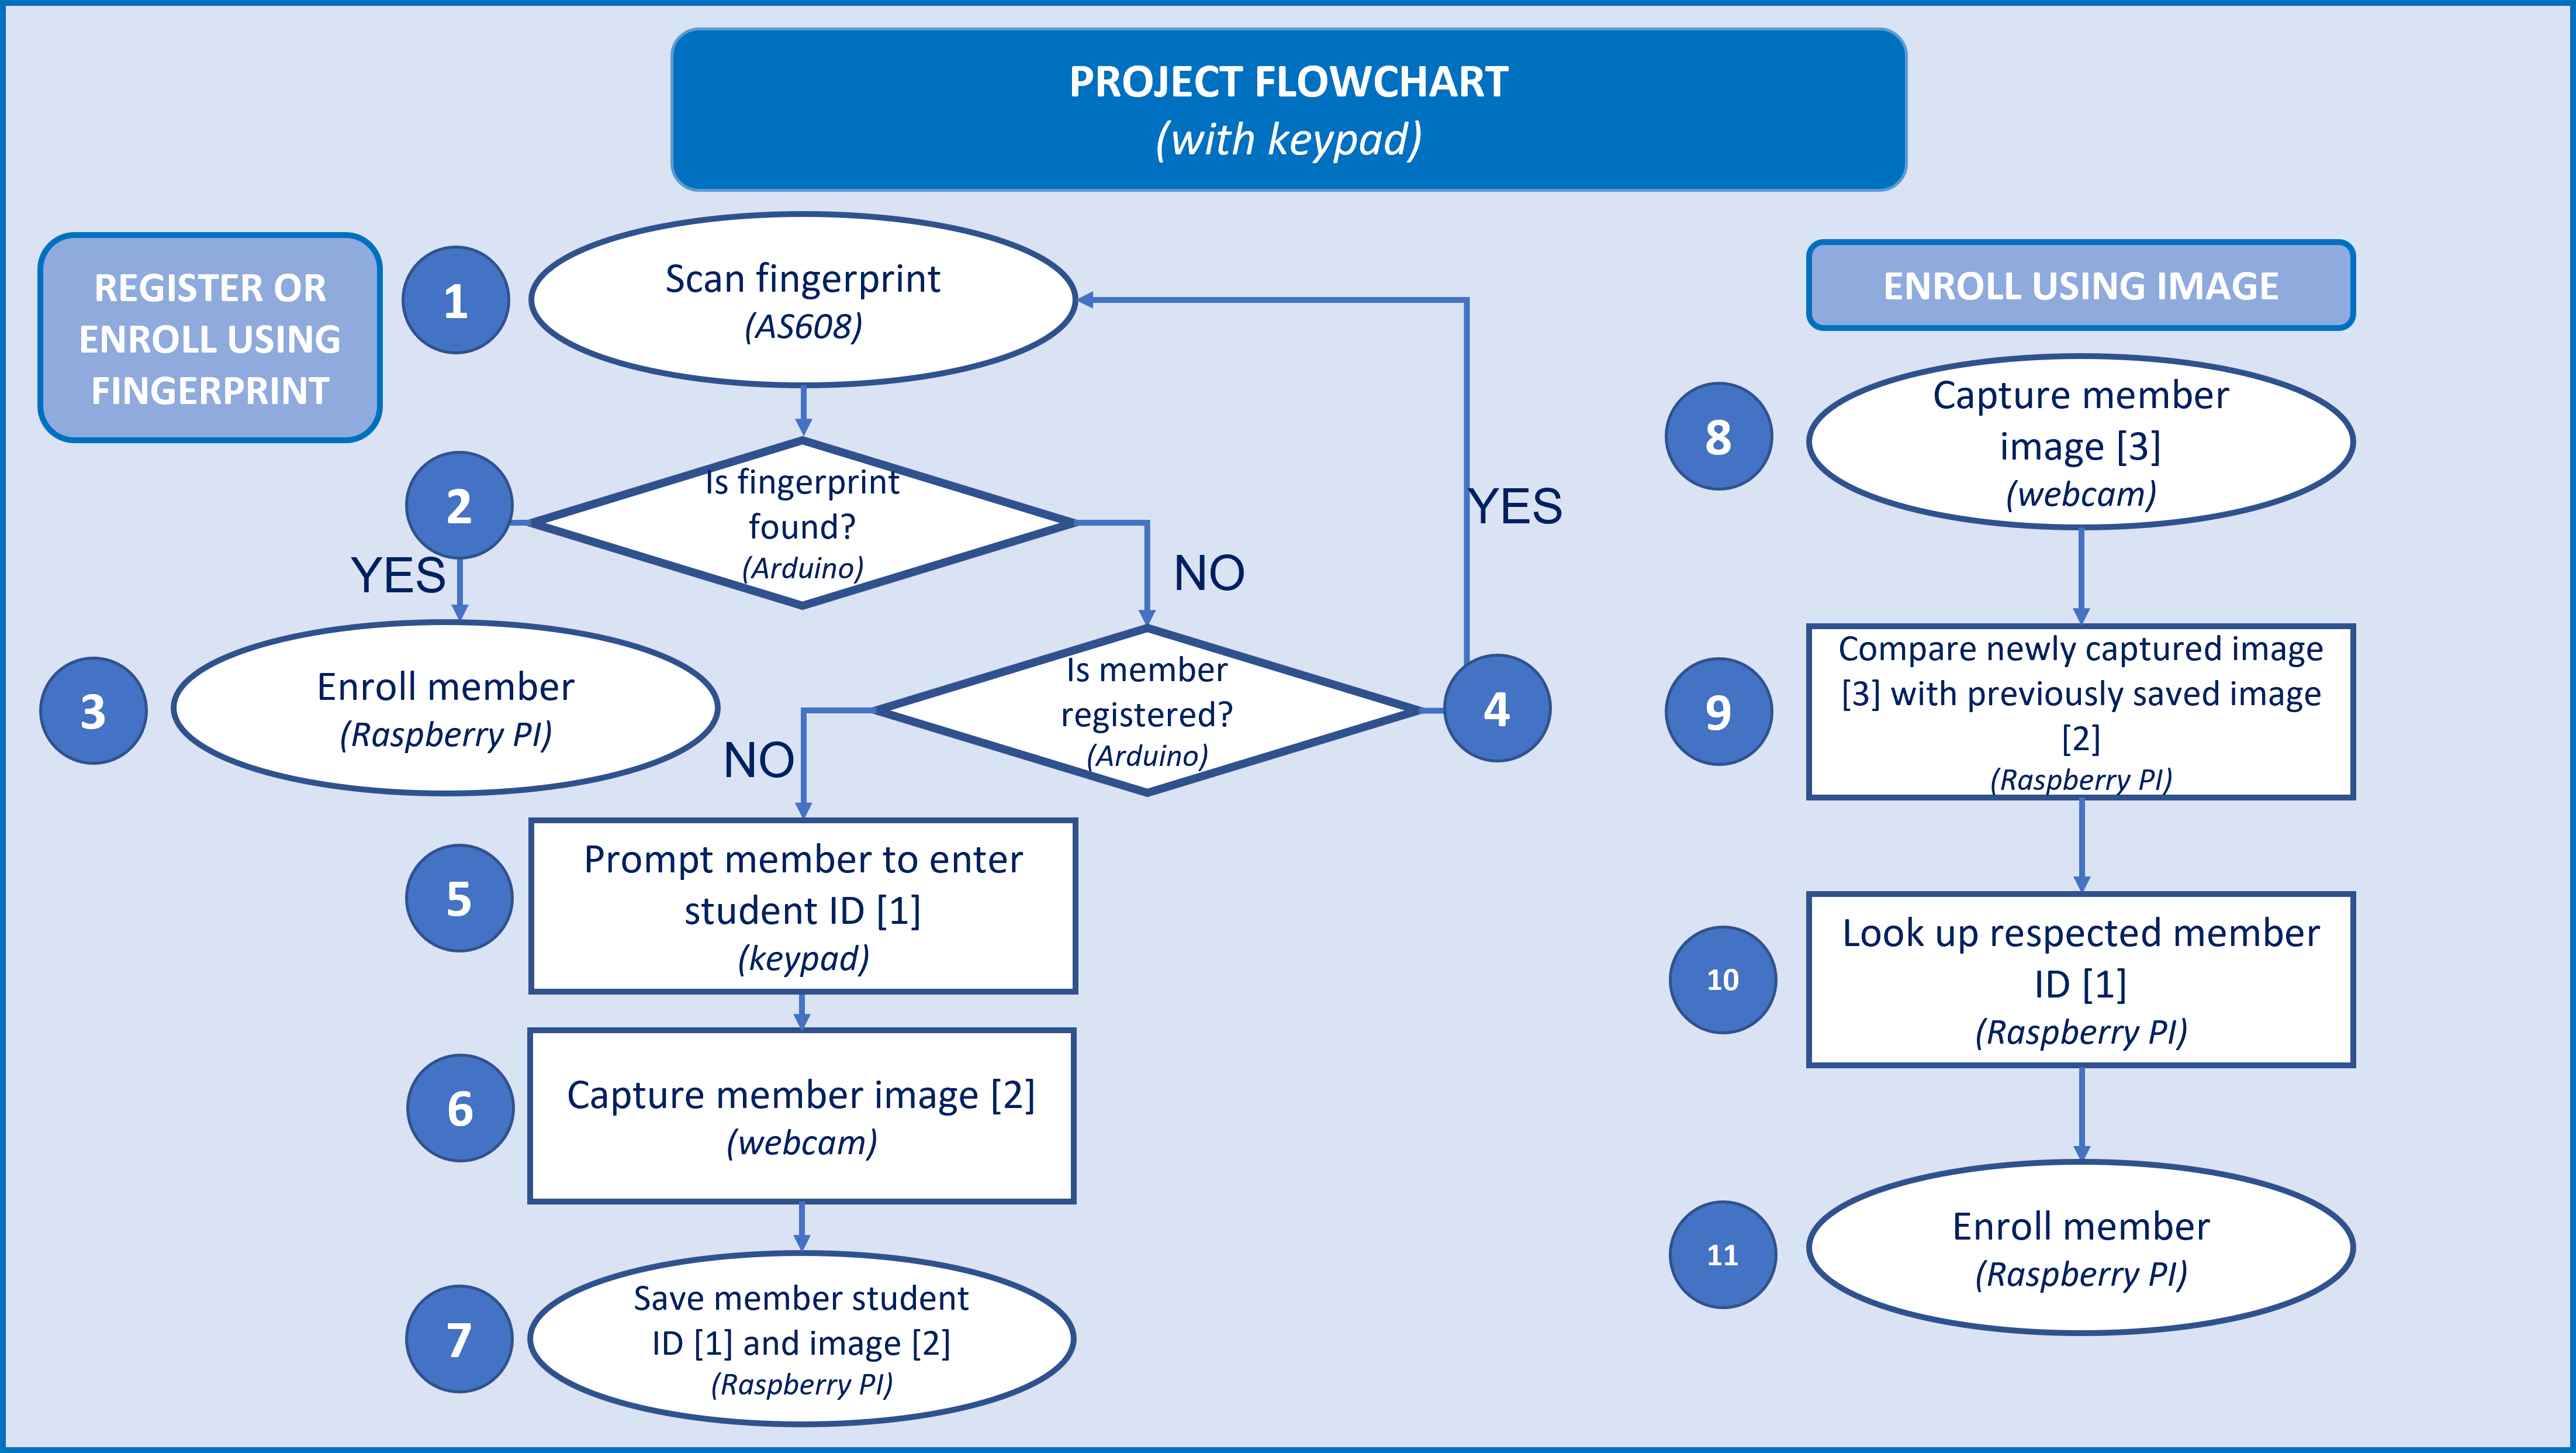 PROJECT FLOWCHART
(with keypad)
REGISTER OR
ENROLL USING
FINGERPRINT
1
Scan fingerprint
(AS608)
2
Is fingerprint
found?
(Arduino)
YES
NO
YES
3
Enroll member
(Raspberry PI)
Is member
registered?
(Arduino)
4
NO
5
Prompt member to enter
student ID [1]
(keypad)
6
Capture member image [2]
(webcam)
7
Save member student
ID [1] and image [2]
(Raspberry PI)
ENROLL USING IMAGE
8
Capture member
image [3]
(webcam)
9
Compare newly captured image
[3] with previously saved image
[2]
(Raspberry PI)
10
Look up respected member
ID [1]
(Raspberry PI)
11
Enroll member
(Raspberry PI)